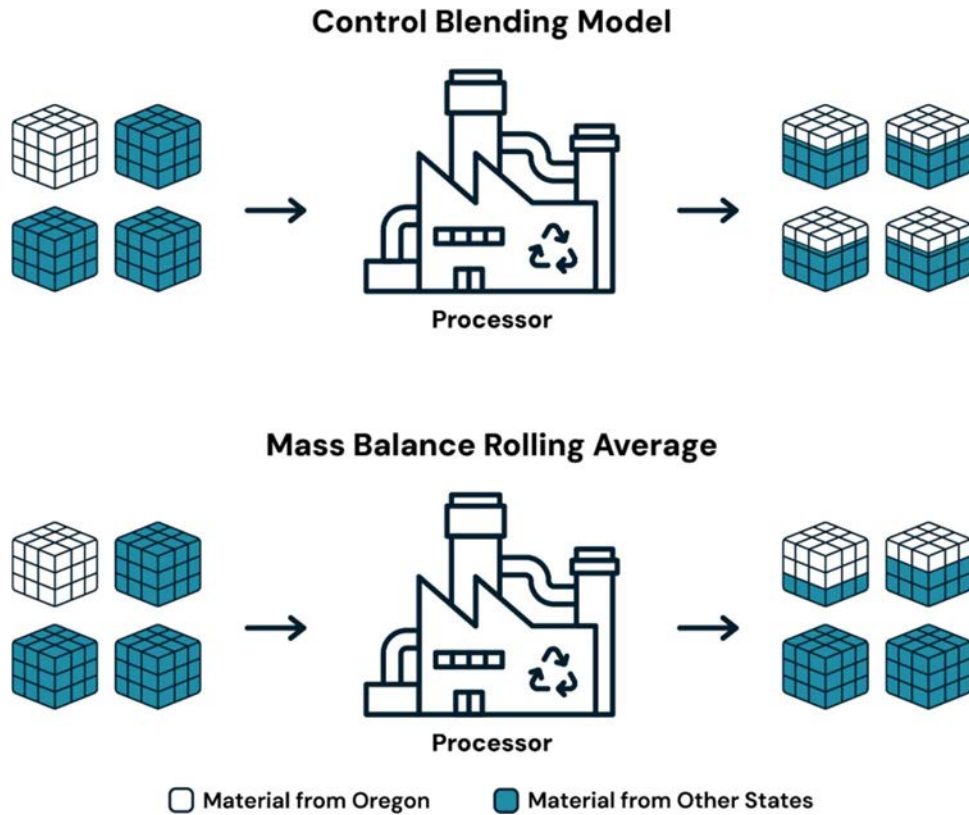 Control Blending Model
Processor
Mass Balance Rolling Average
Processor
Material from Oregon
Material from Other States